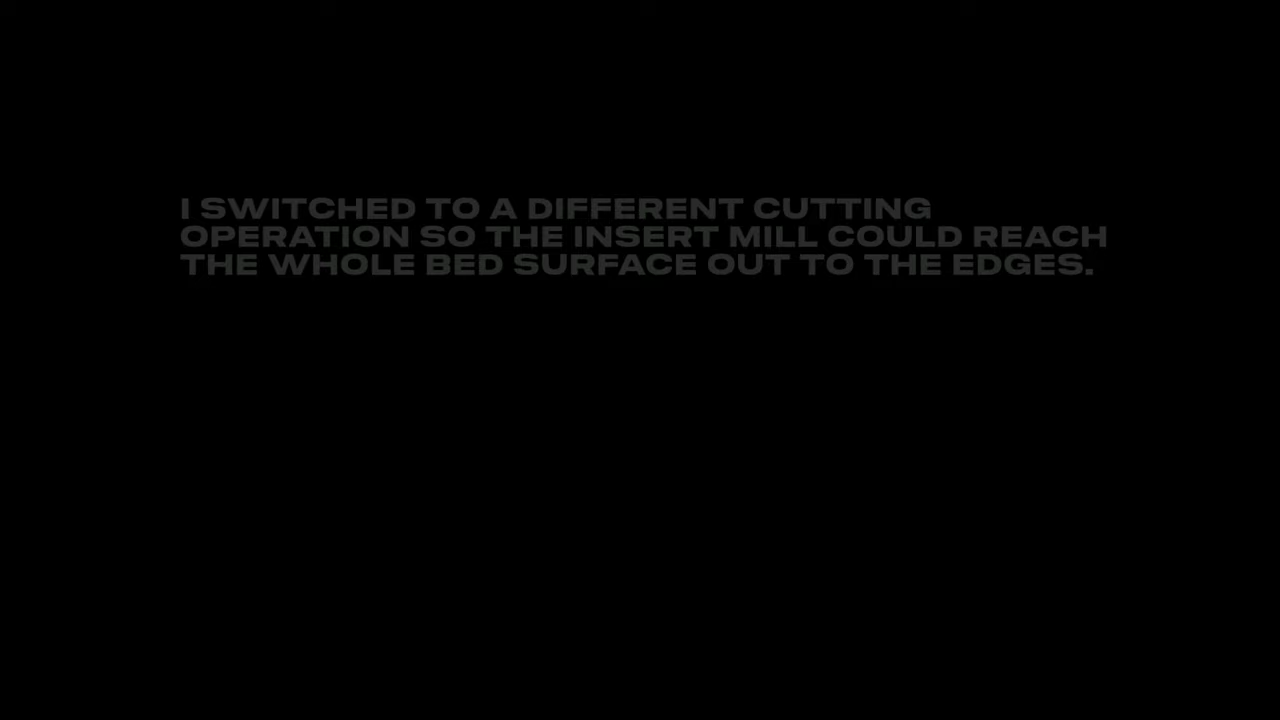 I SWITCHED TO A DIFFERENT CUTTING
OPERATION SO THE INSERT MILL COULD REACH
THE WHOLE BED SURFACE OUT TO THE EDGES.